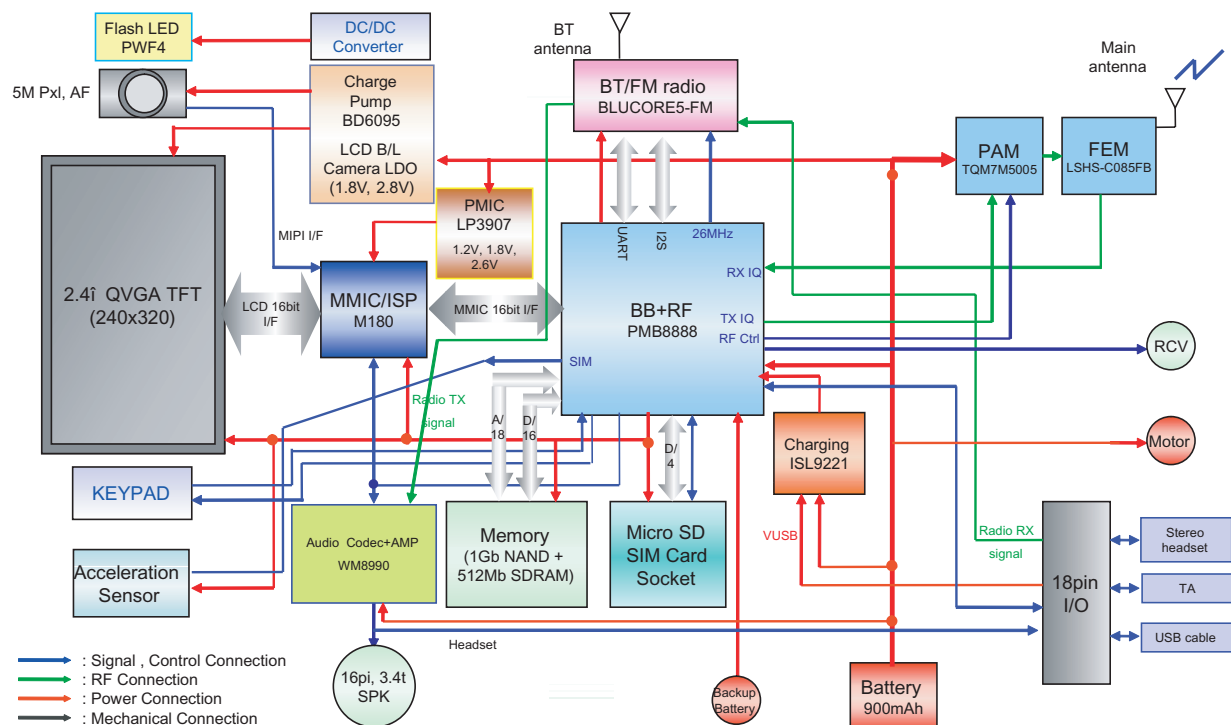 Flash LED
PWF4
DC/DC
Converter
BT
antenna
Main
antenna
5M Pxl, AF
Charge
Pump
BD6095
LCD B/L
Camera LDO
(1.8V, 2.8V)
BT/FM radio
BLUCORE5-FM
PAM
TQM7M5005
FEM
LSHS-C085FB
PMIC
LP3907
1.2V, 1.8V,
2.6V
MIPI I/F
UART
I2S
26MHz
RX IQ
2.4î QVGA TFT
(240x320)
LCD 16bit
I/F
MMIC/ISP
M180
MMIC 16bit I/F
BB+RF
PMB8888
TX IQ
RF Ctrl
SIM
RCV
Radio TX
signal
A/
18
D/
16
D/
4
Charging
ISL9221
Motor
KEYPAD
Audio Codec+AMP
WM8990
Memory
(1Gb NAND +
512Mb SDRAM)
Micro SD
SIM Card
Socket
VUSB
Radio RX
signal
18pin
I/O
Stereo
headset
TA
USB cable
Acceleration
Sensor
Headset
16pi, 3.4t
SPK
Backup
Battery
Battery
900mAh
: Signal , Control Connection
: RF Connection
: Power Connection
: Mechanical Connection